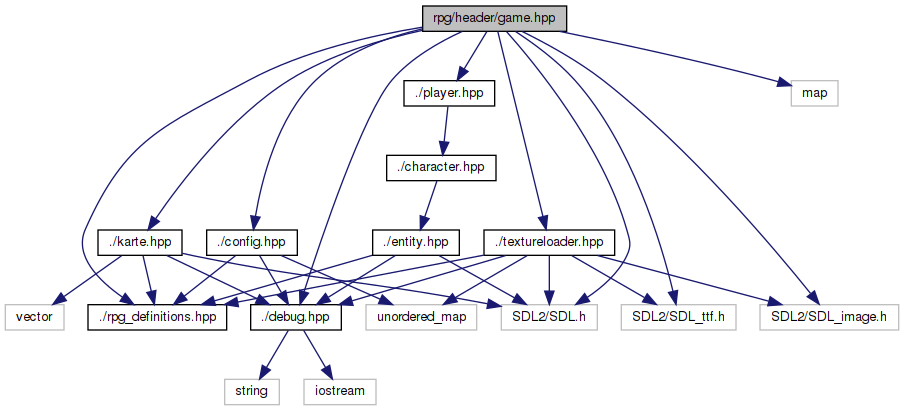 rpg/header/game.hpp
./player.hpp
map
./character.hpp
./karte.hpp
./config.hpp
./entity.hpp
./textureloader.hpp
vector
./rpg_definitions.hpp
./debug.hpp
unordered_map
SDL2/SDL.h
SDL2/SDL_ttf.h
SDL2/SDL_image.h
string
iostream